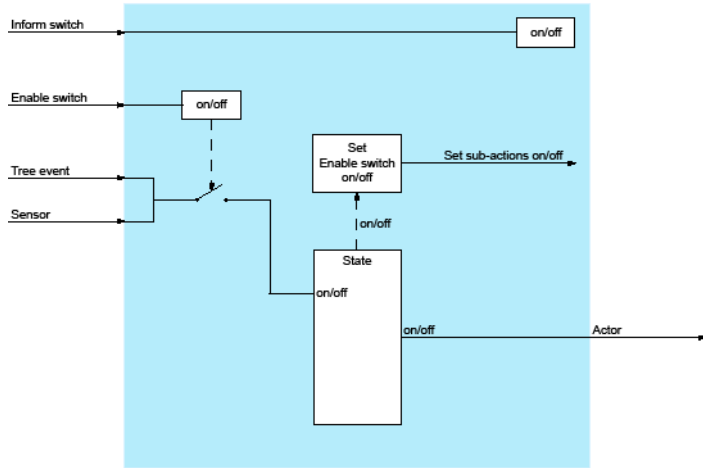 Inform switch
on/off
Enable switch
on/off
Set
Enable switch
on/off
Set sub-actions on/off
Tree event
Sensor
on/off
State
on/off
on/off
Actor